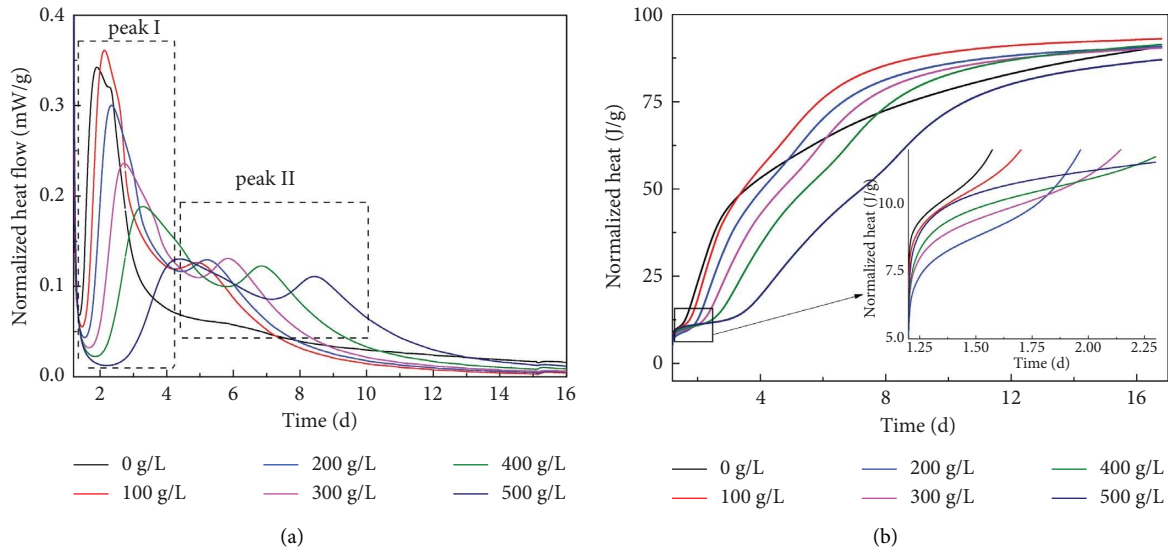 0.4
0.3
0.2
0.1
0.0
Normalized heat flow (mW/g)
peak I
peak II
2 4 6 8 10 12 14 16
Time (d)
0 g/L
100 g/L
200 g/L
300 g/L
400 g/L
500 g/L
(a)
100
75
50
25
0
Normalized heat (J/g)
10.0
7.5
5.0
Normalized heat (J/g)
1.25 1.50 1.75 2.00 2.25
Time (d)
4 8 12 16
Time (d)
0 g/L
100 g/L
200 g/L
300 g/L
400 g/L
500 g/L
(b)